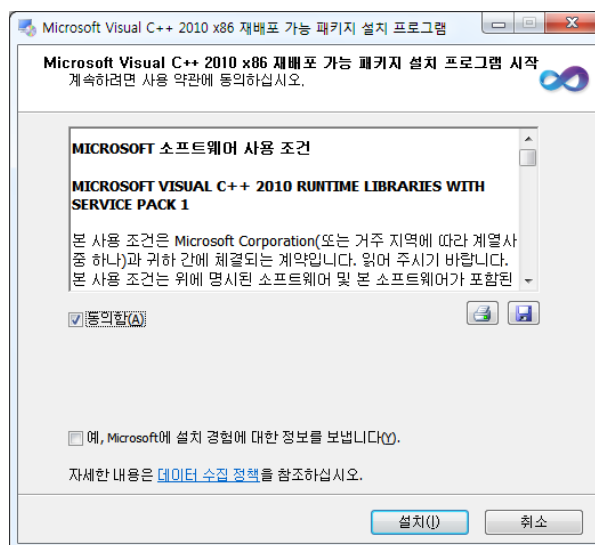 Microsoft Visual C++ 2010 x86 재배포 가능 패키지 설치 프로그램
Microsoft Visual C++ 2010 x86 재배포 가능 패키지 설치 프로그램 시작
계속하려면 사용 약관에 동의하십시오.
MICROSOFT 소프트웨어 사용 조건
MICROSOFT VISUAL C++ 2010 RUNTIME LIBRARIES WITH
SERVICE PACK 1
본 사용 조건은 Microsoft Corporation(또는 거주 지역에 따라 계열사
중 하나)과 귀하 간에 체결되는 계약입니다. 읽어 주시기 바랍니다.
본 사용 조건은 위에 명시된 소프트웨어 및 본 소프트웨어가 포함된
동의함(A)
예, Microsoft에 설치 경험에 대한 정보를 보냅니다(Y).
자세한 내용은 데이터 수집 정책을 참조하십시오.
설치(I)
취소